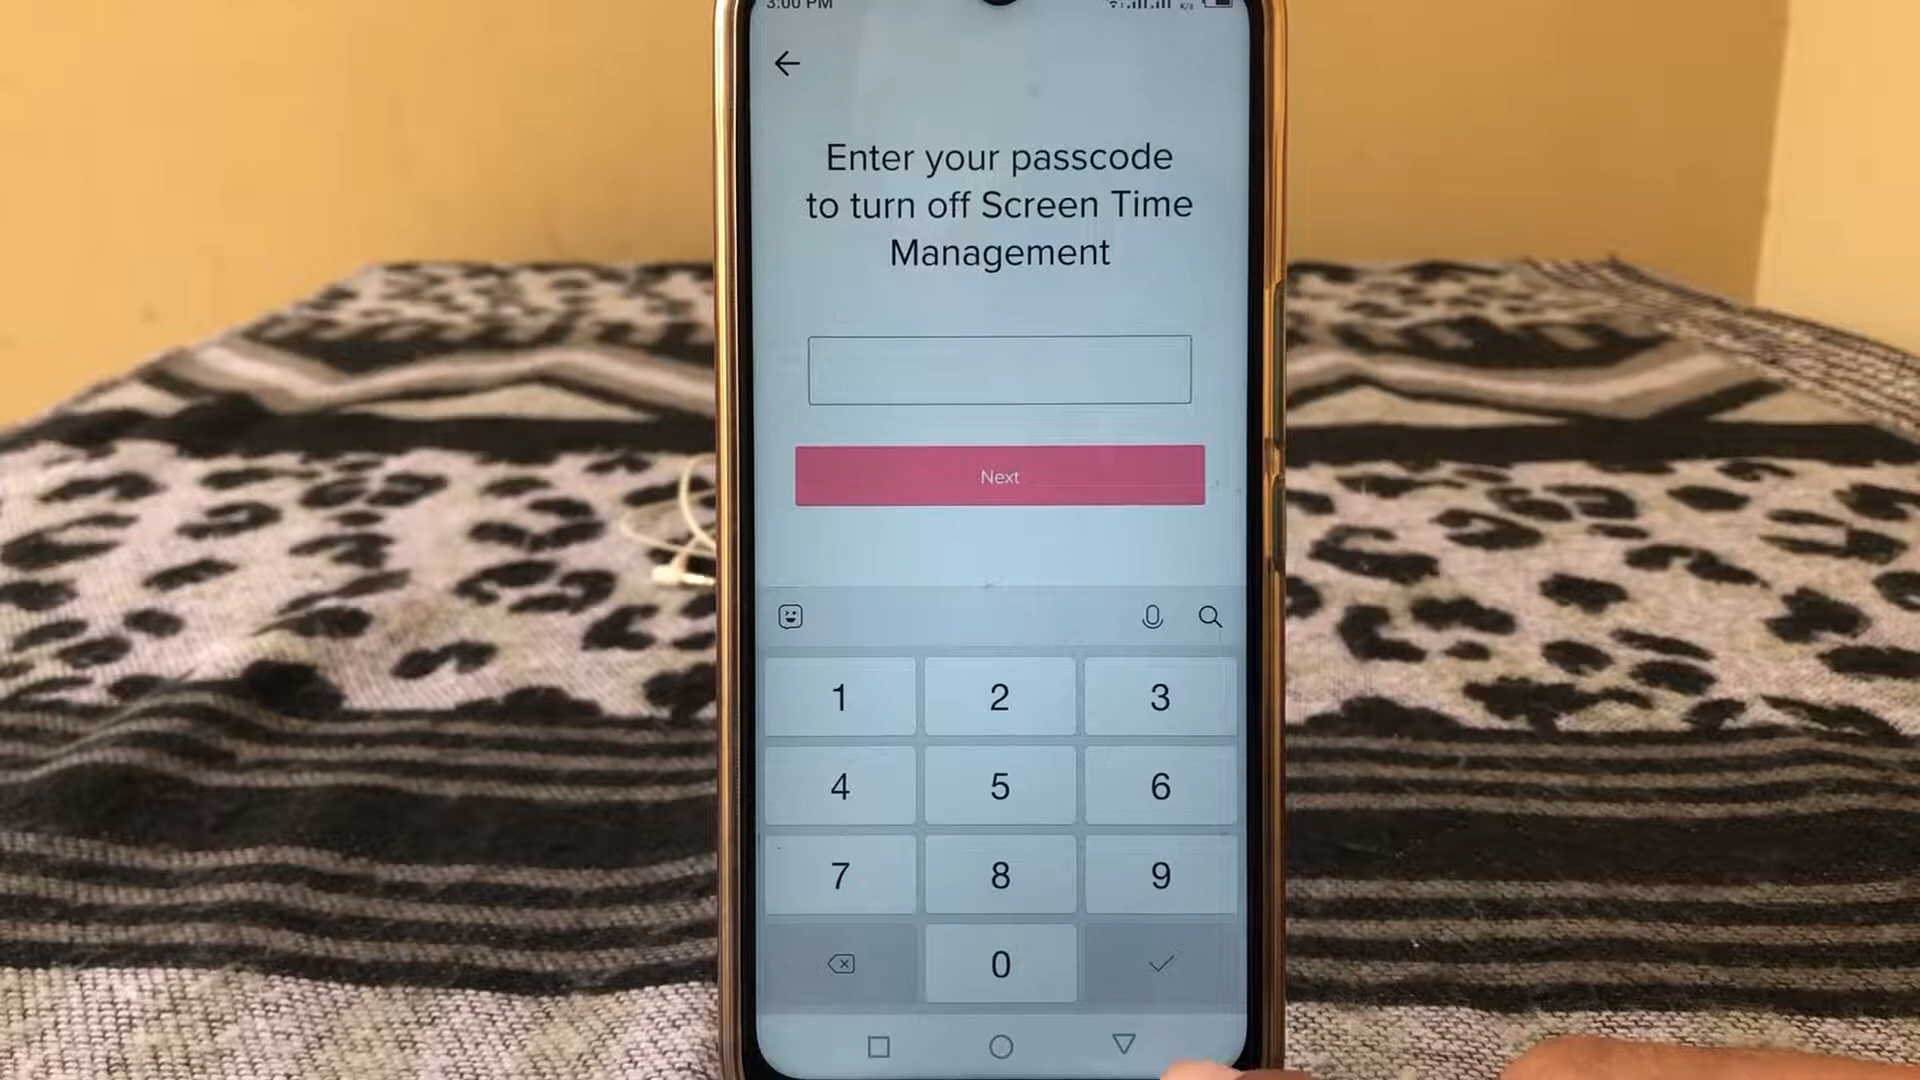 3:00 PM
Enter your passcode
to turn off Screen Time
Management
Next
1 2 3
4 5 6
7 8 9
0